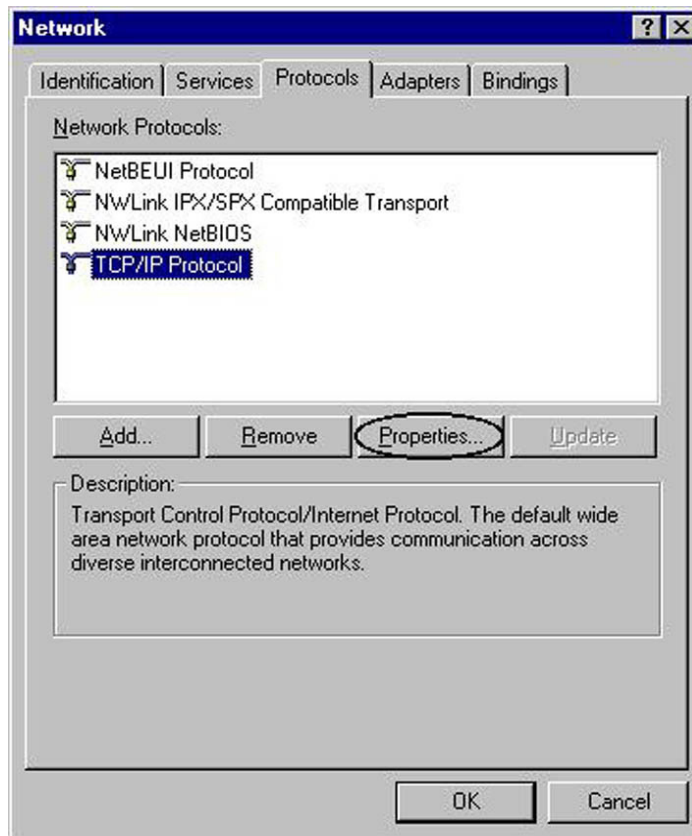 Network
Identification Services Protocols Adapters Bindings
Network Protocols:
NetBEUI Protocol
NWLink IPX/SPX Compatible Transport
NWLink NetBIOS
TCP/IP Protocol
Add... Remove Properties... Update
Description:
Transport Control Protocol/Internet Protocol. The default wide
area network protocol that provides communication across
diverse interconnected networks.
OK Cancel